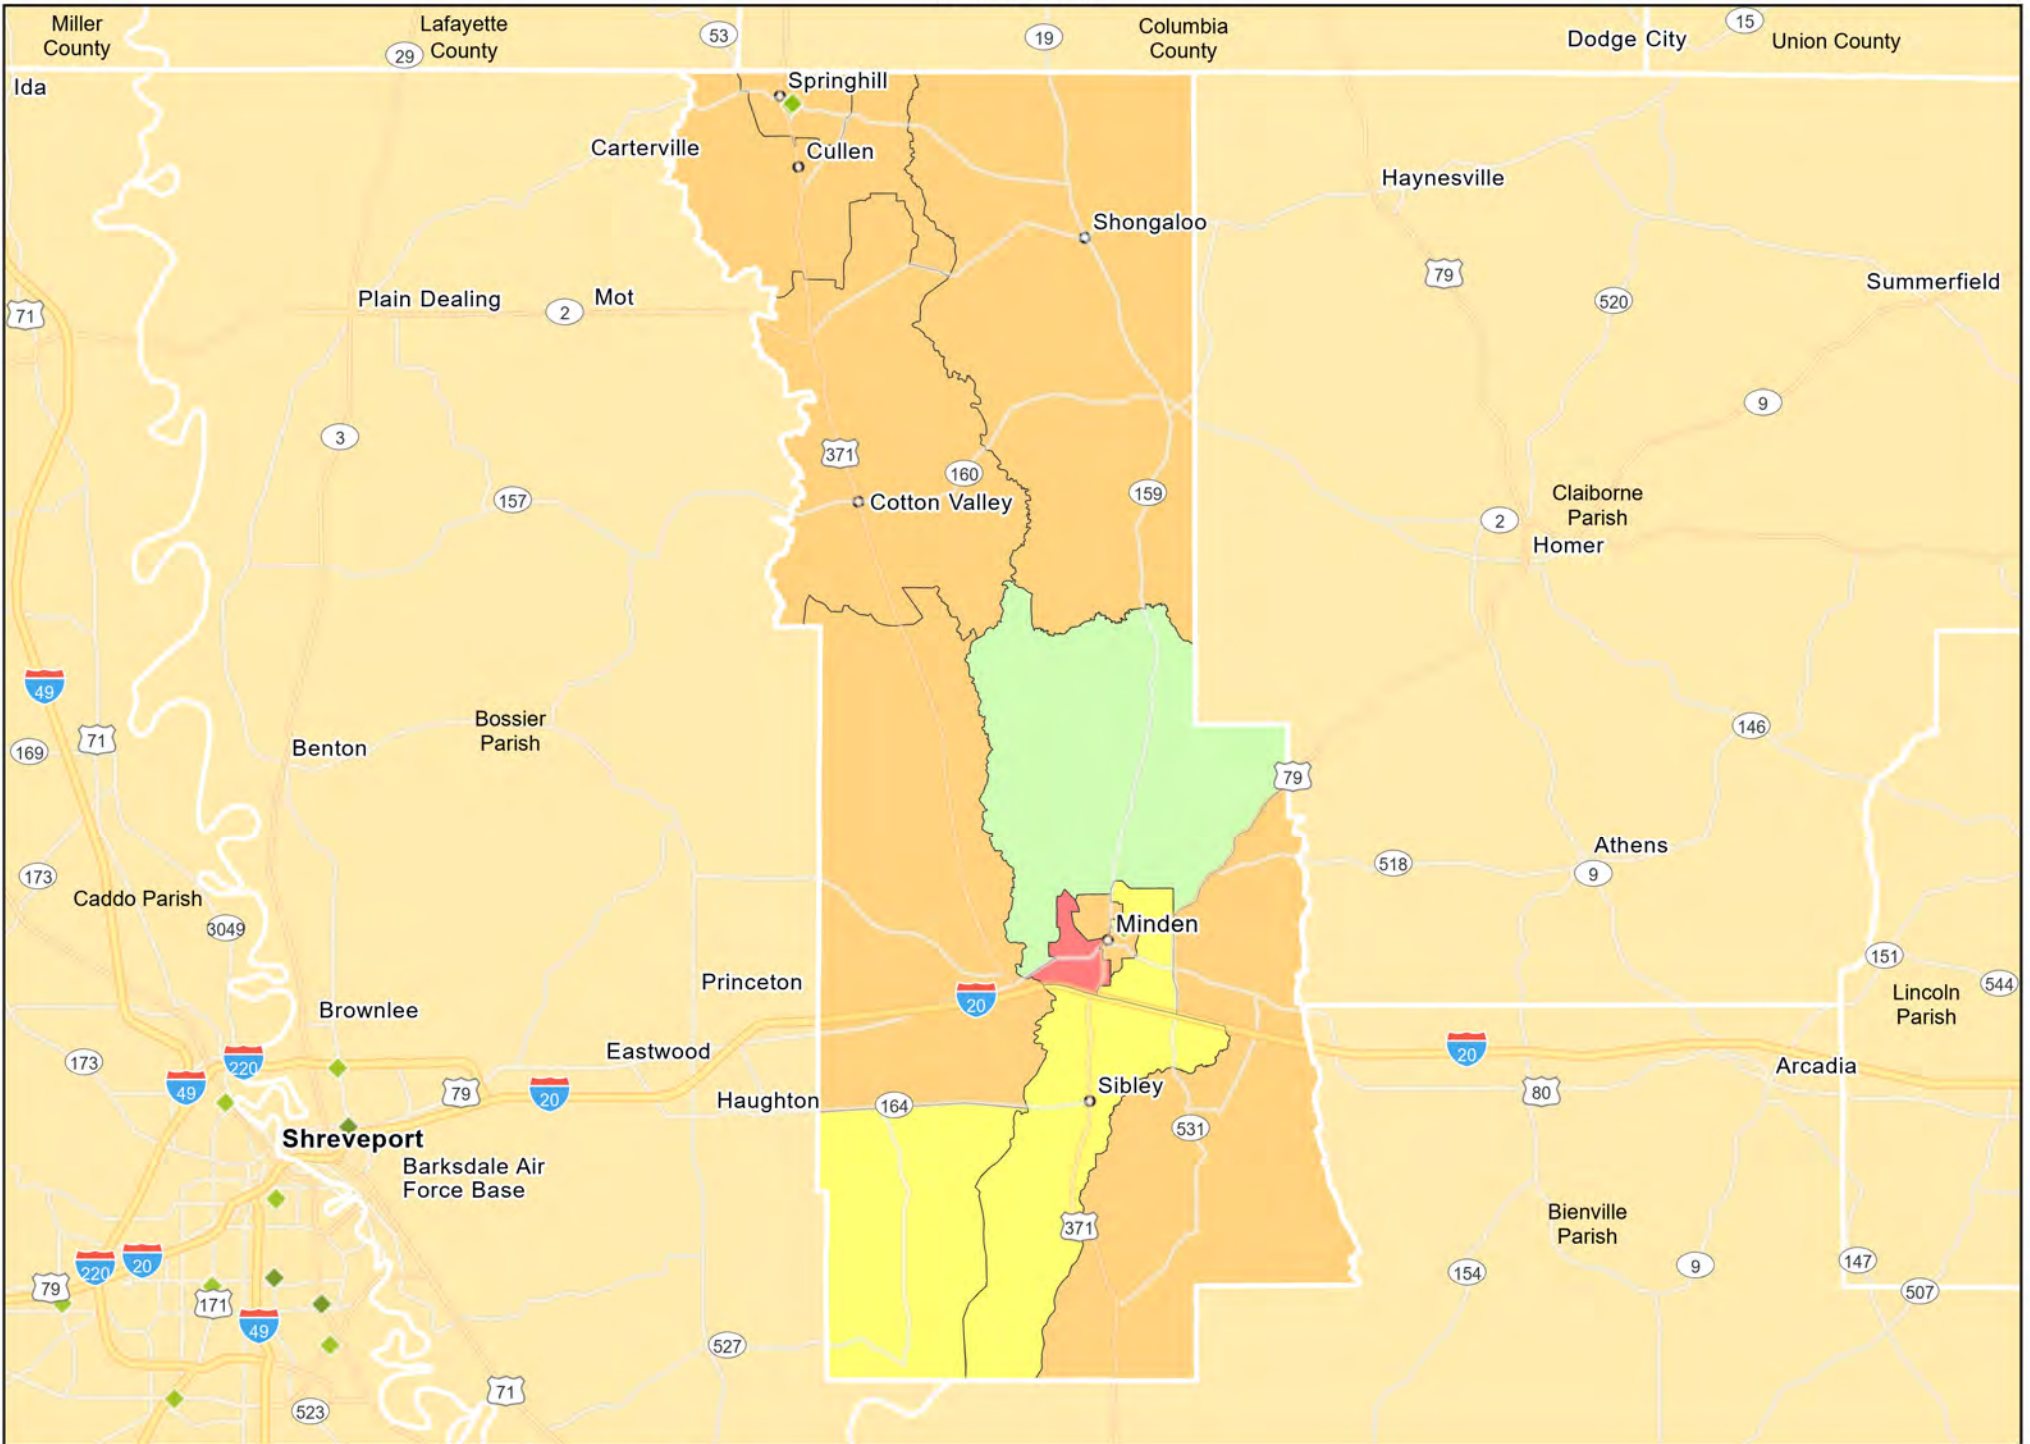 Miller
County
Lafayette
County
29
53
19
Columbia
County
Dodge City
15
Union County
Ida
Springhill
Carterville
Cullen
Haynesville
Shongaloo
79
520
Summerfield
71
Plain Dealing
2
Mot
9
3
371
160
159
157
Cotton Valley
Claiborne
Parish
2
Homer
49
169
71
Bossier
Parish
Benton
146
79
173
Caddo Parish
3049
518
Athens
9
Minden
151
544
Lincoln
Parish
Princeton
20
Brownlee
173
220
49
79
Eastwood
20
20
Arcadia
80
Haughton
164
Sibley
531
Shreveport
Barksdale Air
Force Base
371
Bienville
Parish
79
220
20
171
49
154
9
147
507
527
71
523